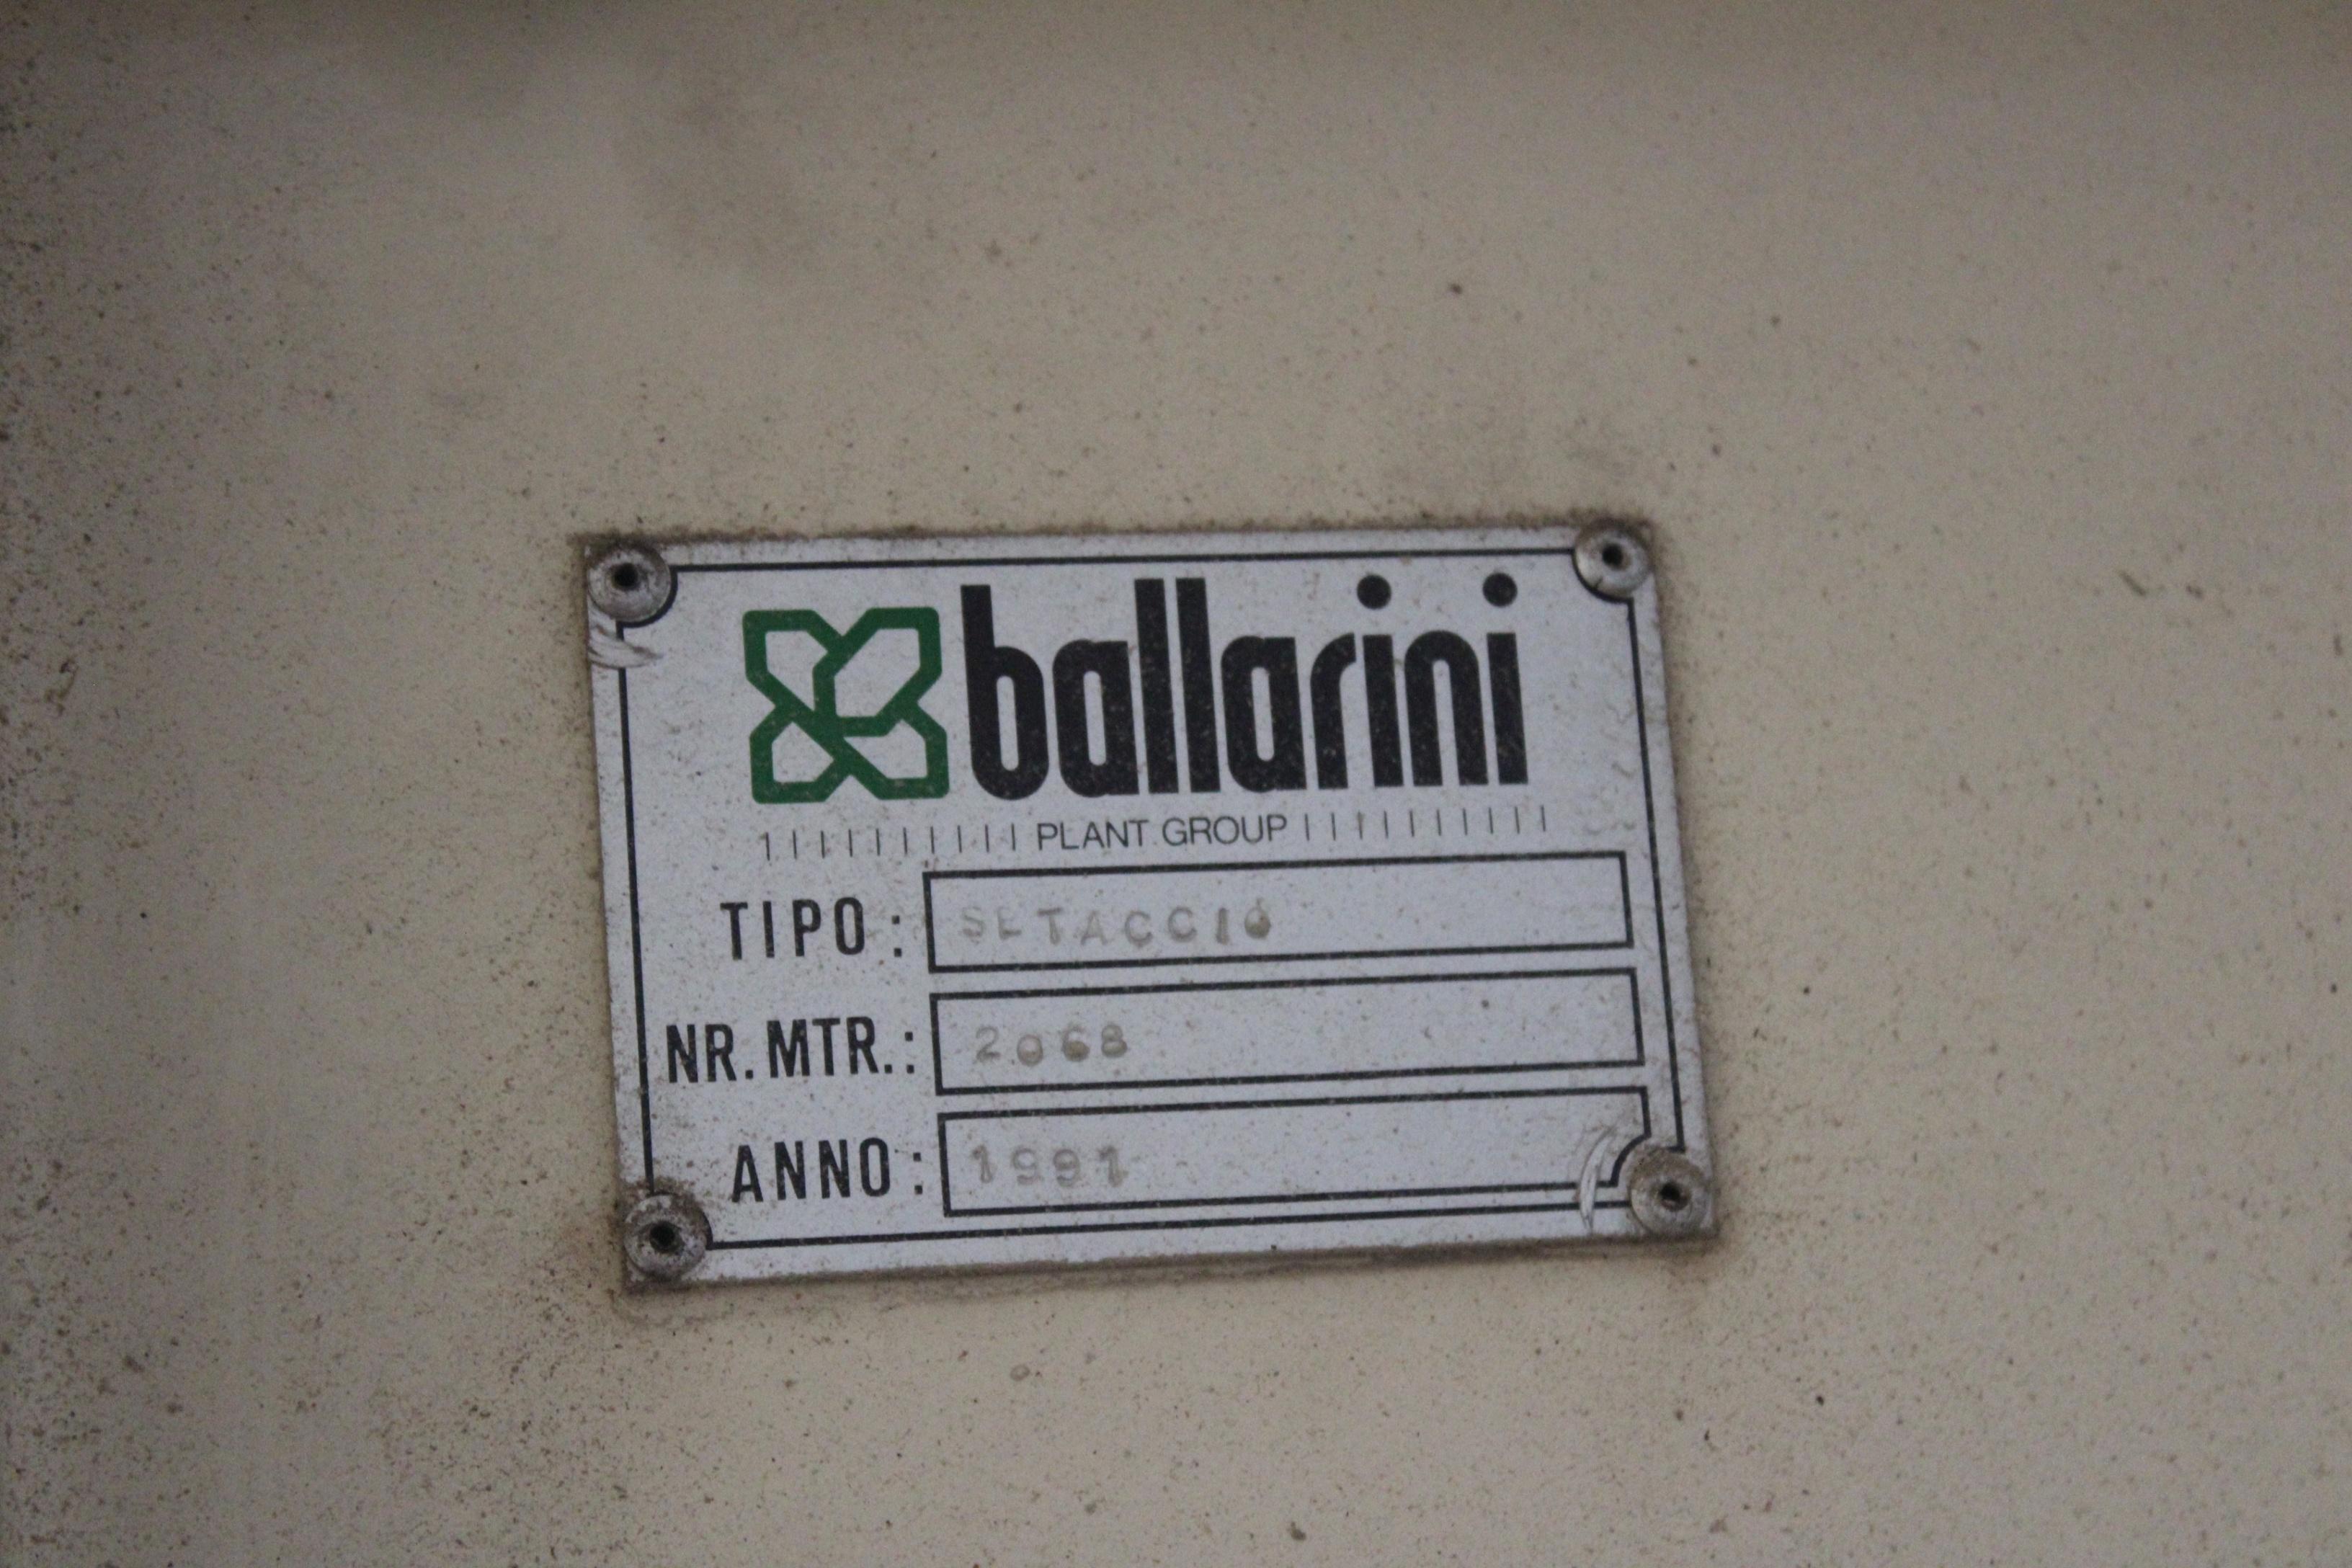 ballarini
PLANT GROUP
TIPO: SETACCIO
NR. MTR.: 2068
ANNO: 1991